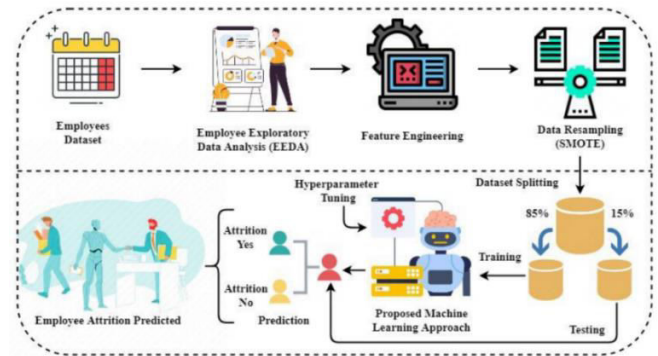 Employees
Dataset
Employee Exploratory
Data Analysis (EEDA)
Feature Engineering
Data Resampling
(SMOTE)
Dataset Splitting
85%
15%
Training
Testing
Hyperparameter
Tuning
Proposed Machine
Learning Approach
Attrition
Yes
Attrition
No
Prediction
Employee Attrition Predicted